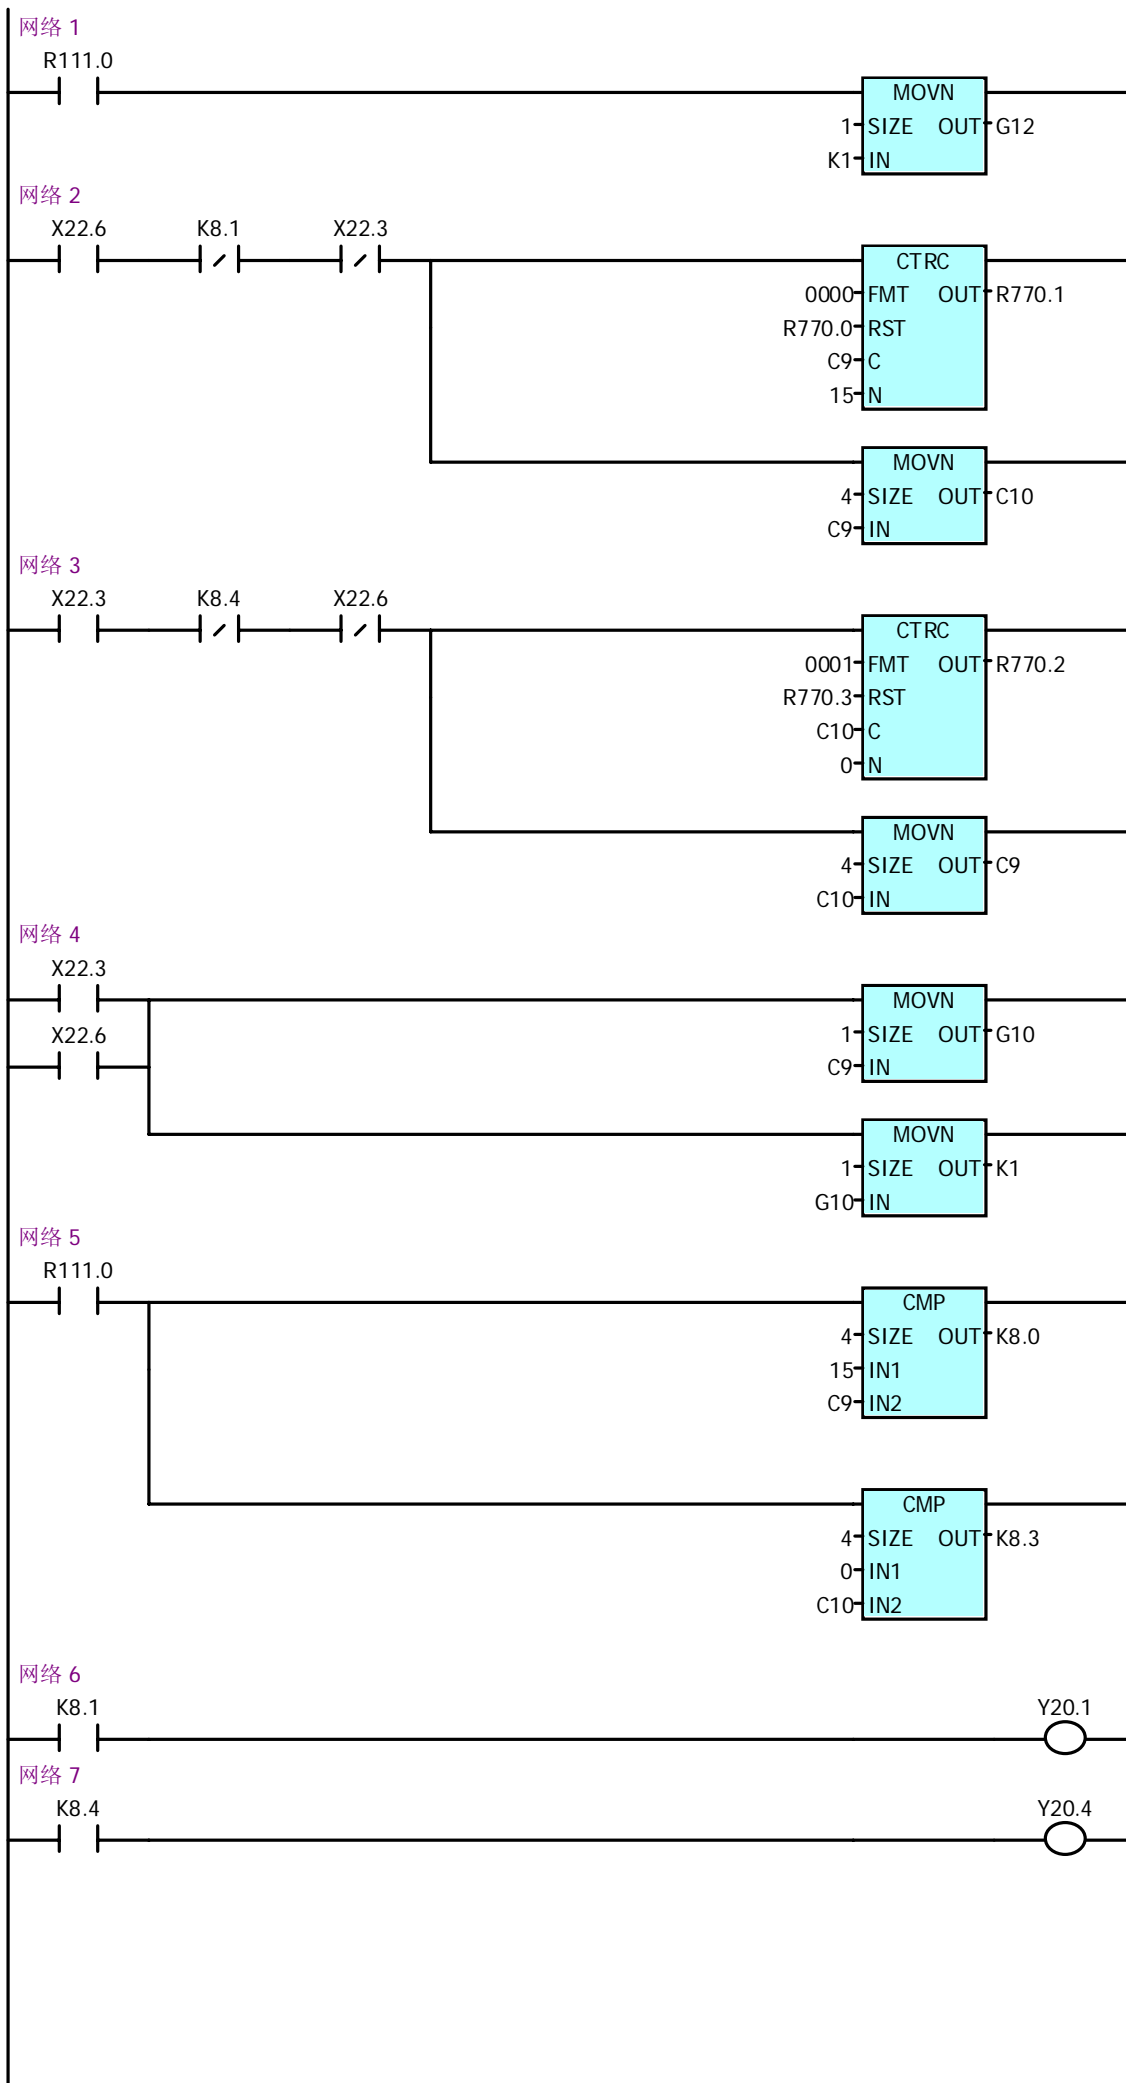 网络 1
R111.0
MOVN
1 SIZE OUT G12
K1 IN
网络 2
X22.6 K8.1 X22.3
CTRC
0000 FMT OUT R770.1
R770.0 RST
C9 C
15 N
MOVN
4 SIZE OUT C10
C9 IN
网络 3
X22.3 K8.4 X22.6
CTRC
0001 FMT OUT R770.2
R770.3 RST
C10 C
0 N
MOVN
4 SIZE OUT C9
C10 IN
网络 4
X22.3
MOVN
X22.6
1 SIZE OUT G10
C9 IN
MOVN
1 SIZE OUT K1
G10 IN
网络 5
R111.0
CMP
4 SIZE OUT K8.0
15 IN1
C9 IN2
CMP
4 SIZE OUT K8.3
0 IN1
C10 IN2
网络 6
K8.1 Y20.1
网络 7
K8.4 Y20.4